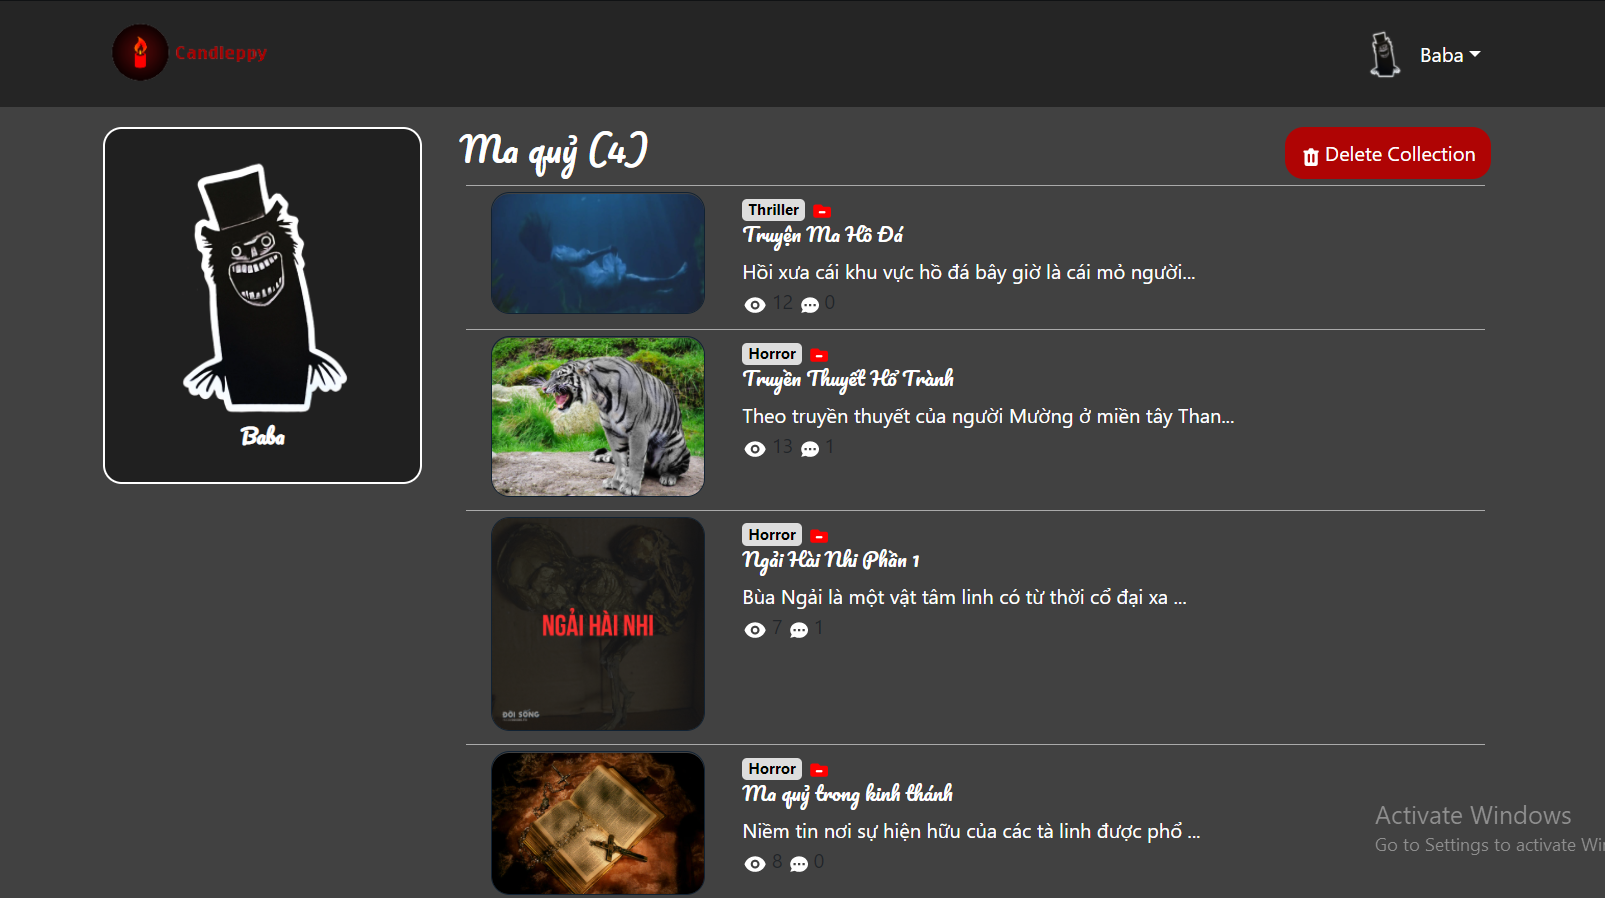 Candleppy
Baba
Baba
Ma quỷ (4)
Delete Collection
Thriller
Truyện Ma Hồ Đá
Hồi xưa cái khu vực hồ đá bây giờ là cái mỏ người...
12 0
Horror
Truyền Thuyết Hổ Trành
Theo truyền thuyết của người Mường ở miền tây Than...
13 1
NGẢI HÀI NHI
ĐỜI SỐNG
Horror
Ngải Hài Nhi Phần 1
Bùa Ngải là một vật tâm linh có từ thời cổ đại xa ...
7 1
Horror
Ma quỷ trong kinh thánh
Niềm tin nơi sự hiện hữu của các tà linh được phổ ...
8 0
Activate Windows
Go to Settings to activate Wi